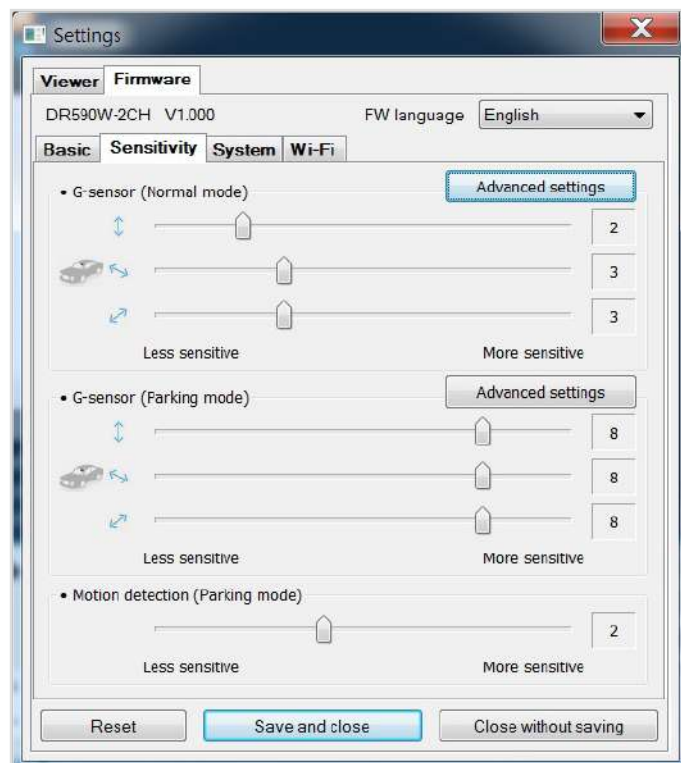 Settings
Viewer Firmware
DR590W-2CH V1.000 FW language English
Basic Sensitivity System Wi-Fi
• G-sensor (Normal mode) Advanced settings
2
3
3
Less sensitive More sensitive
• G-sensor (Parking mode) Advanced settings
8
8
8
Less sensitive More sensitive
• Motion detection (Parking mode)
2
Less sensitive More sensitive
Reset Save and close Close without saving